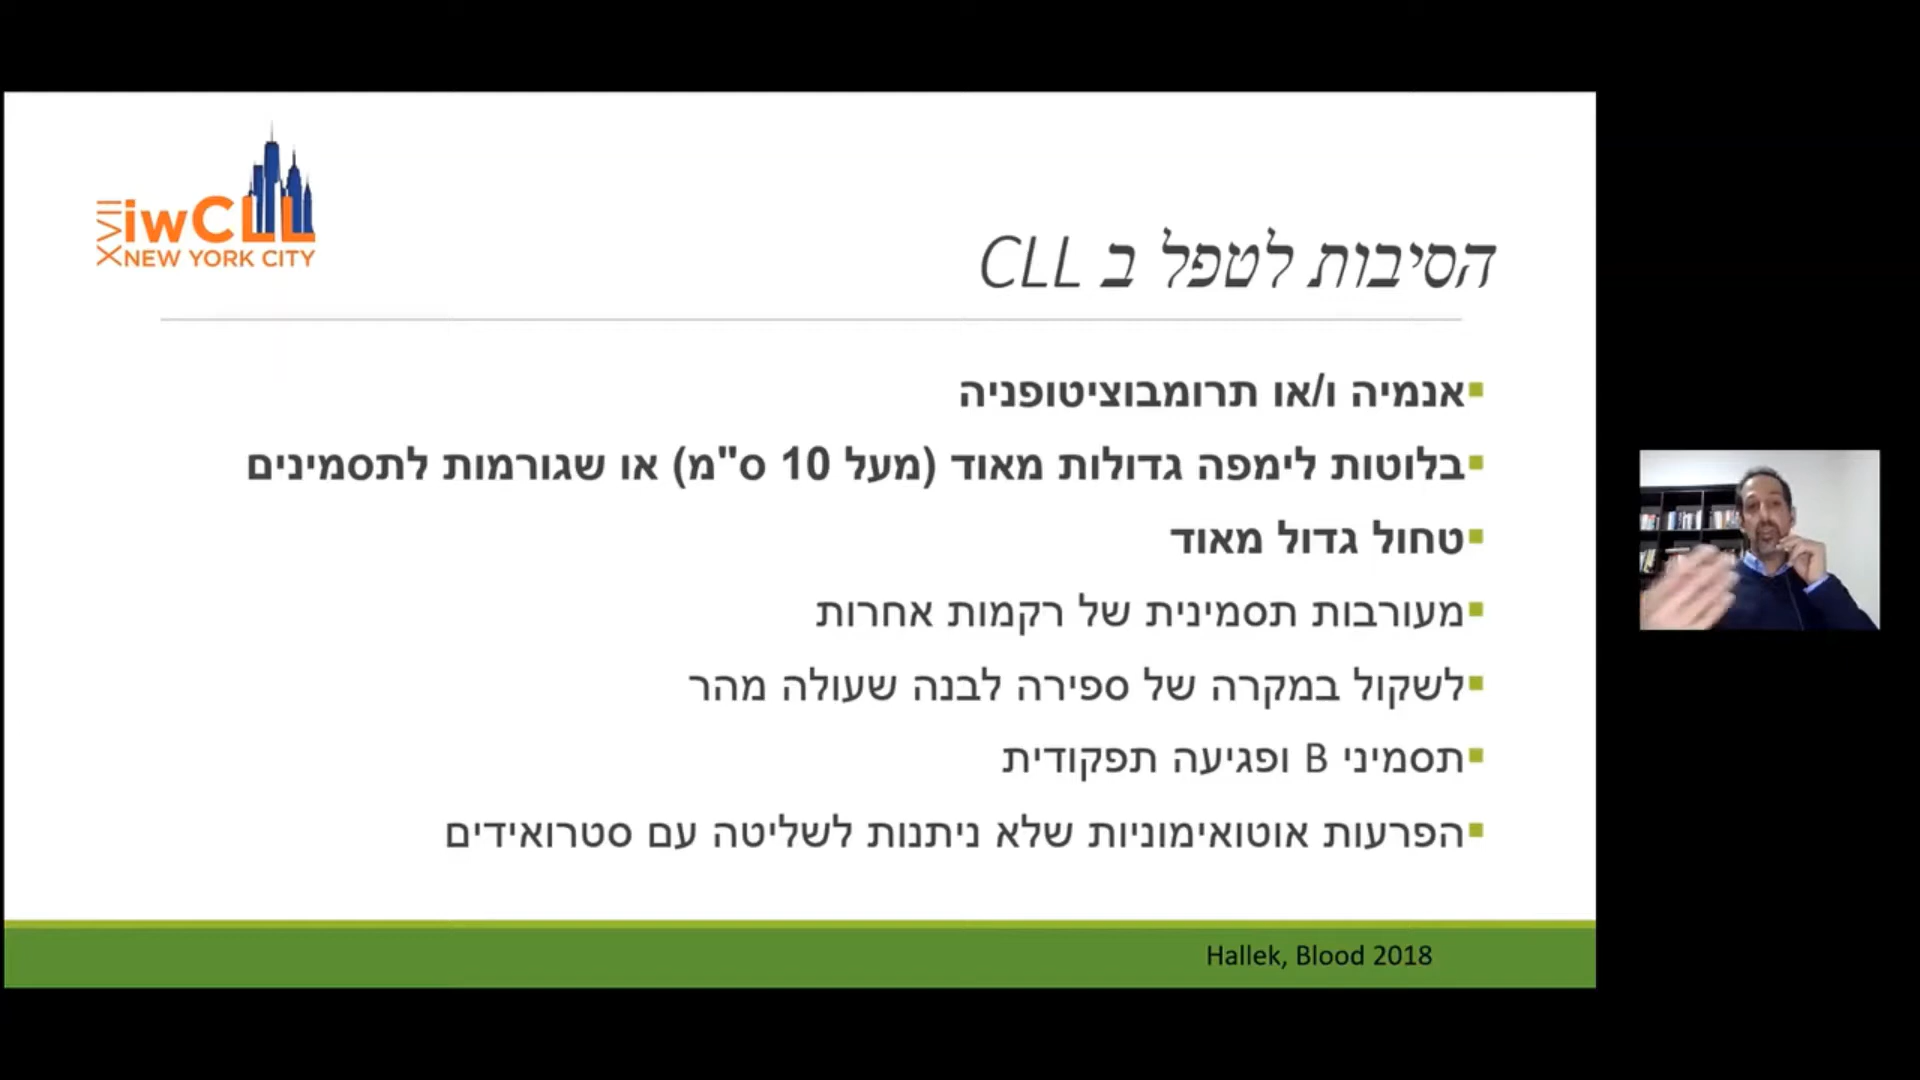 XVII iwCLL
NEW YORK CITY
הסיבות לטפל ב CLL
אנמיה ו/או תרומבוציטופניה
בלוטות לימפה גדולות מאוד (מעל 10 ס"מ) או שגורמות לתסמינים
טחול גדול מאוד
מעורבות תסמינית של רקמות אחרות
לשקול במקרה של ספירה לבנה שעולה מהר
תסמיני B ופגיעה תפקודית
הפרעות אוטואימוניות שלא ניתנות לשליטה עם סטרואידים
Hallek, Blood 2018